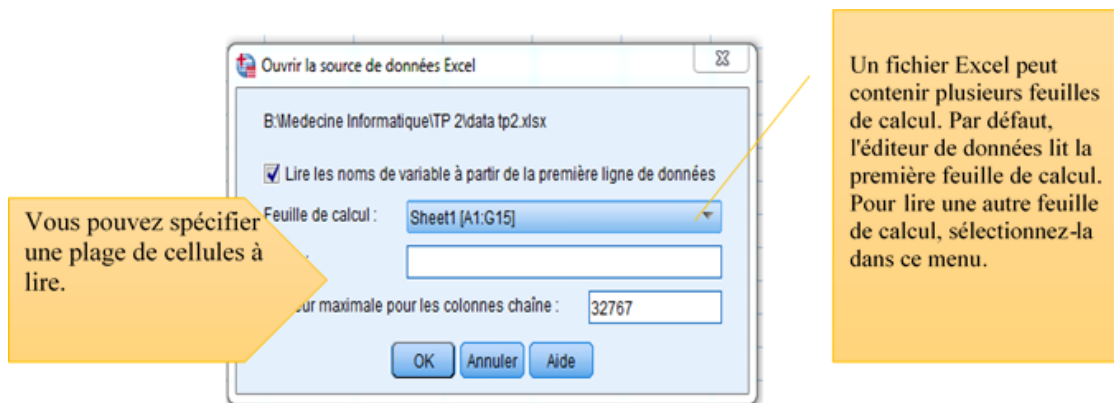 Ouvrir la source de données Excel
B:\Medecine Informatique\TP 2\data tp2.xlsx
Lire les noms de variable à partir de la première ligne de données
Feuille de calcul :
Sheet1 [A1:G15]
maximale pour les colonnes chaîne :
32767
OK
Annuler
Aide
Vous pouvez spécifier
une plage de cellules à
lire.
Un fichier Excel peut
contenir plusieurs feuilles
de calcul. Par défaut,
l'éditeur de données lit la
première feuille de calcul.
Pour lire une autre feuille
de calcul, sélectionnez-la
dans ce menu.